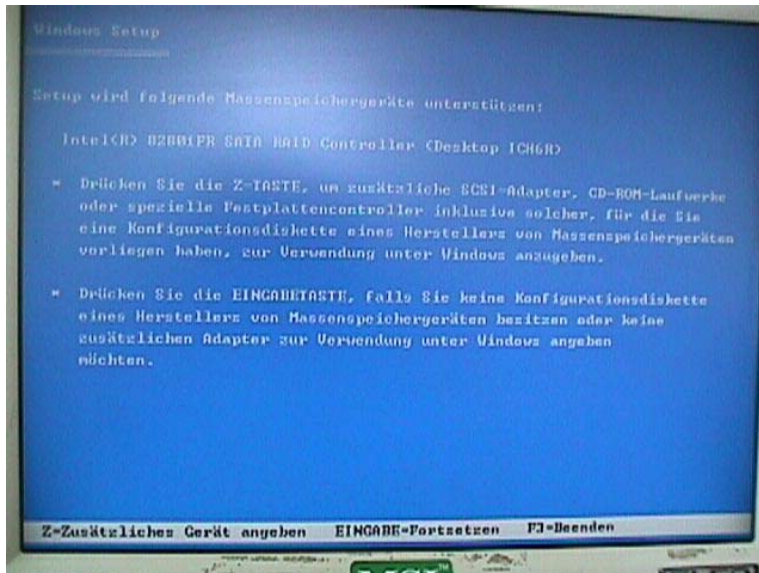 Windows Setup
Setup wird folgende Massenspeichergeräte unterstützen:
Intel(R) 82801FR SATA RAID Controller (Desktop ICH6R)
* Drücken Sie die Z-TASTE, um zusätzliche SCSI-Adapter, CD-ROM-Laufwerke
oder spezielle Festplattencontroller inklusive solcher, für die Sie
eine Konfigurationsdiskette eines Herstellers von Massenspeichergeräten
vorliegen haben, zur Verwendung unter Windows anzugeben.
* Drücken Sie die EINGABETASTE, falls Sie keine Konfigurationsdiskette
eines Herstellers von Massenspeichergeräten besitzen oder keine
zusätzlichen Adapter zur Verwendung unter Windows angeben
möchten.
Z=Zusätzliches Gerät angeben EINGABE=Fortsetzen F3=Beenden